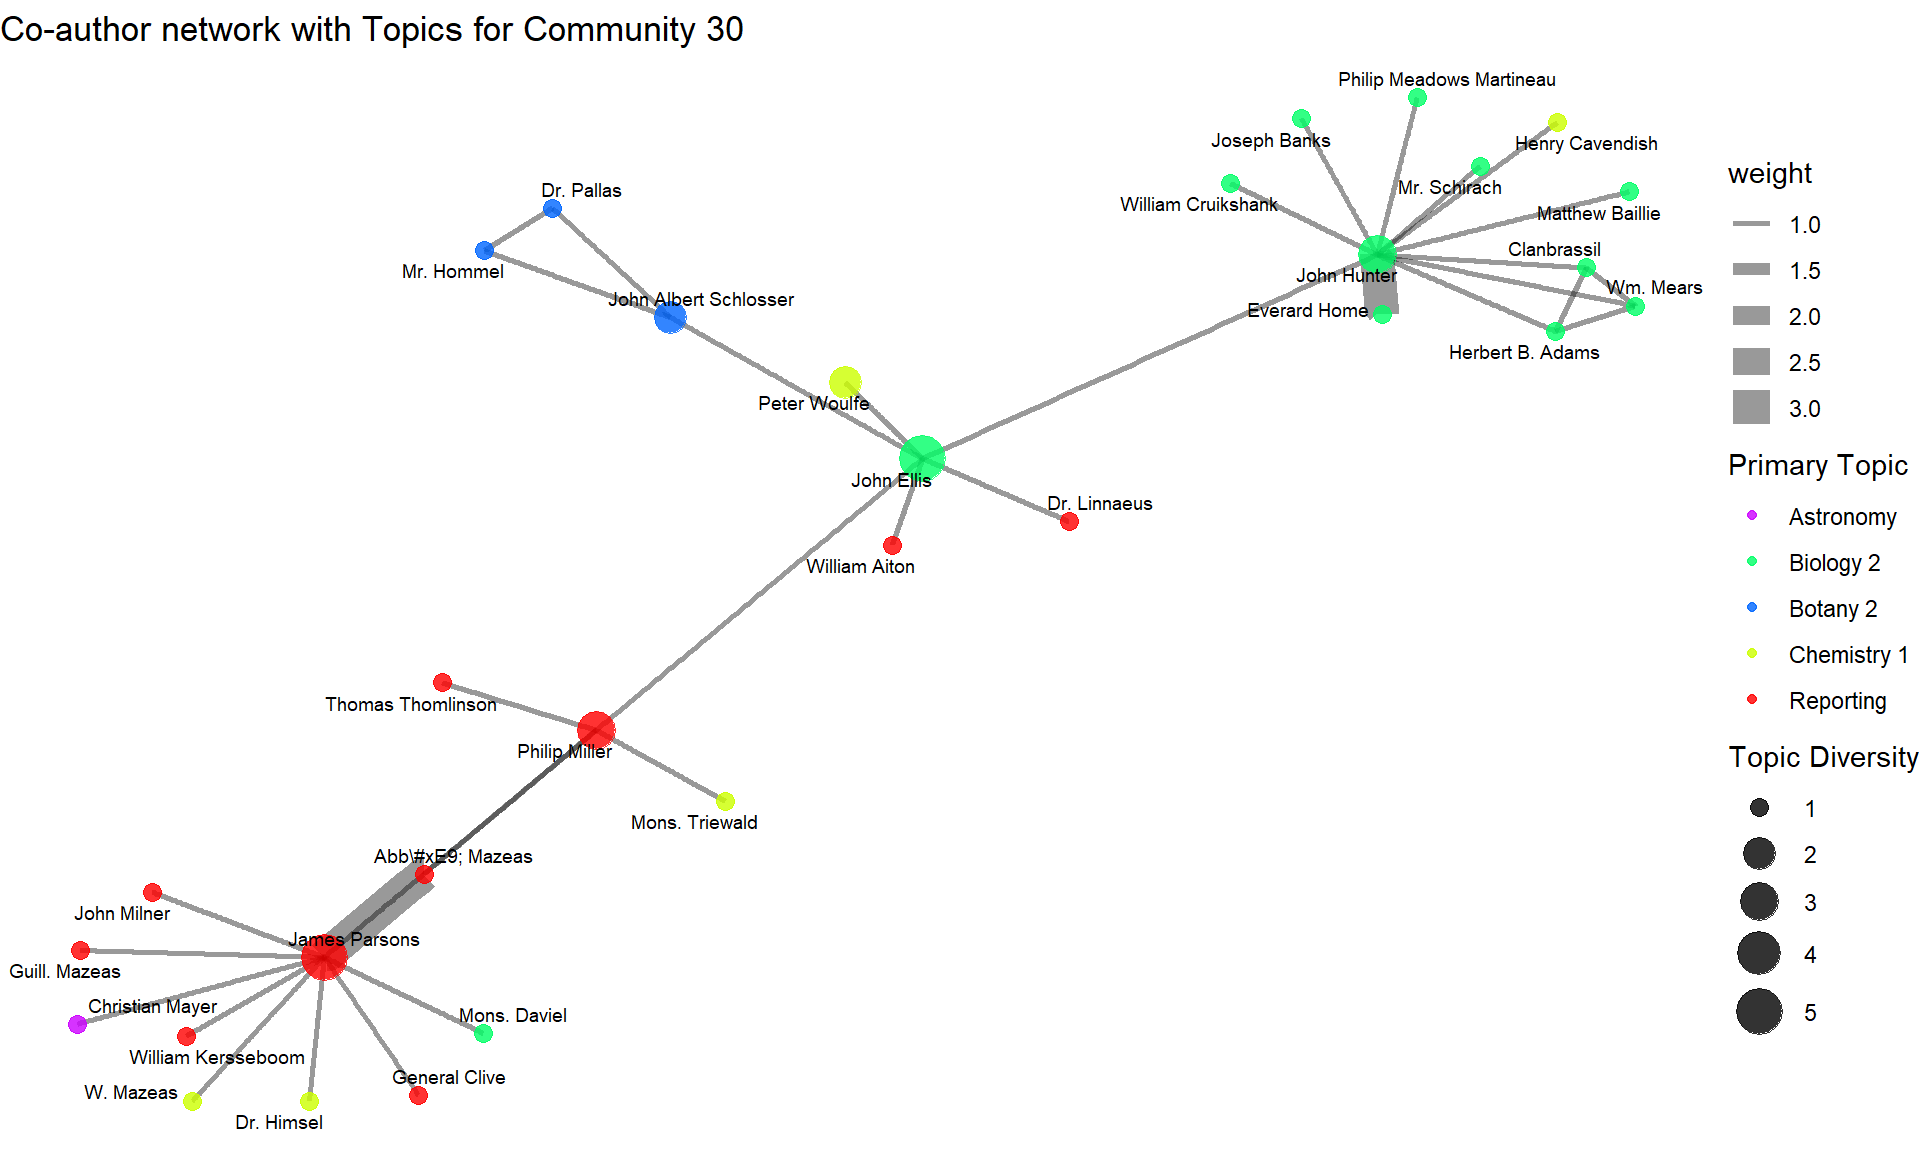 Co-author network with Topics for Community 30
Philip Meadows Martineau
Joseph Banks
Henry Cavendish
Mr. Schirach
William Cruikshank
Matthew Baillie
Clanbrassil
John Hunter
Wm. Mears
Everard Home
Herbert B. Adams
Dr. Pallas
Mr. Hommel
John Albert Schlosser
Peter Woulfe
John Ellis
Dr. Linnaeus
William Aiton
Thomas Thomlinson
Philip Miller
Mons. Triewald
Abb\#xE9; Mazeas
John Milner
James Parsons
Guill. Mazeas
Christian Mayer
Mons. Daviel
William Kersseboom
General Clive
W. Mazeas
Dr. Himsel
weight
1.0
1.5
2.0
2.5
3.0
Primary Topic
Astronomy
Biology 2
Botany 2
Chemistry 1
Reporting
Topic Diversity
1
2
3
4
5